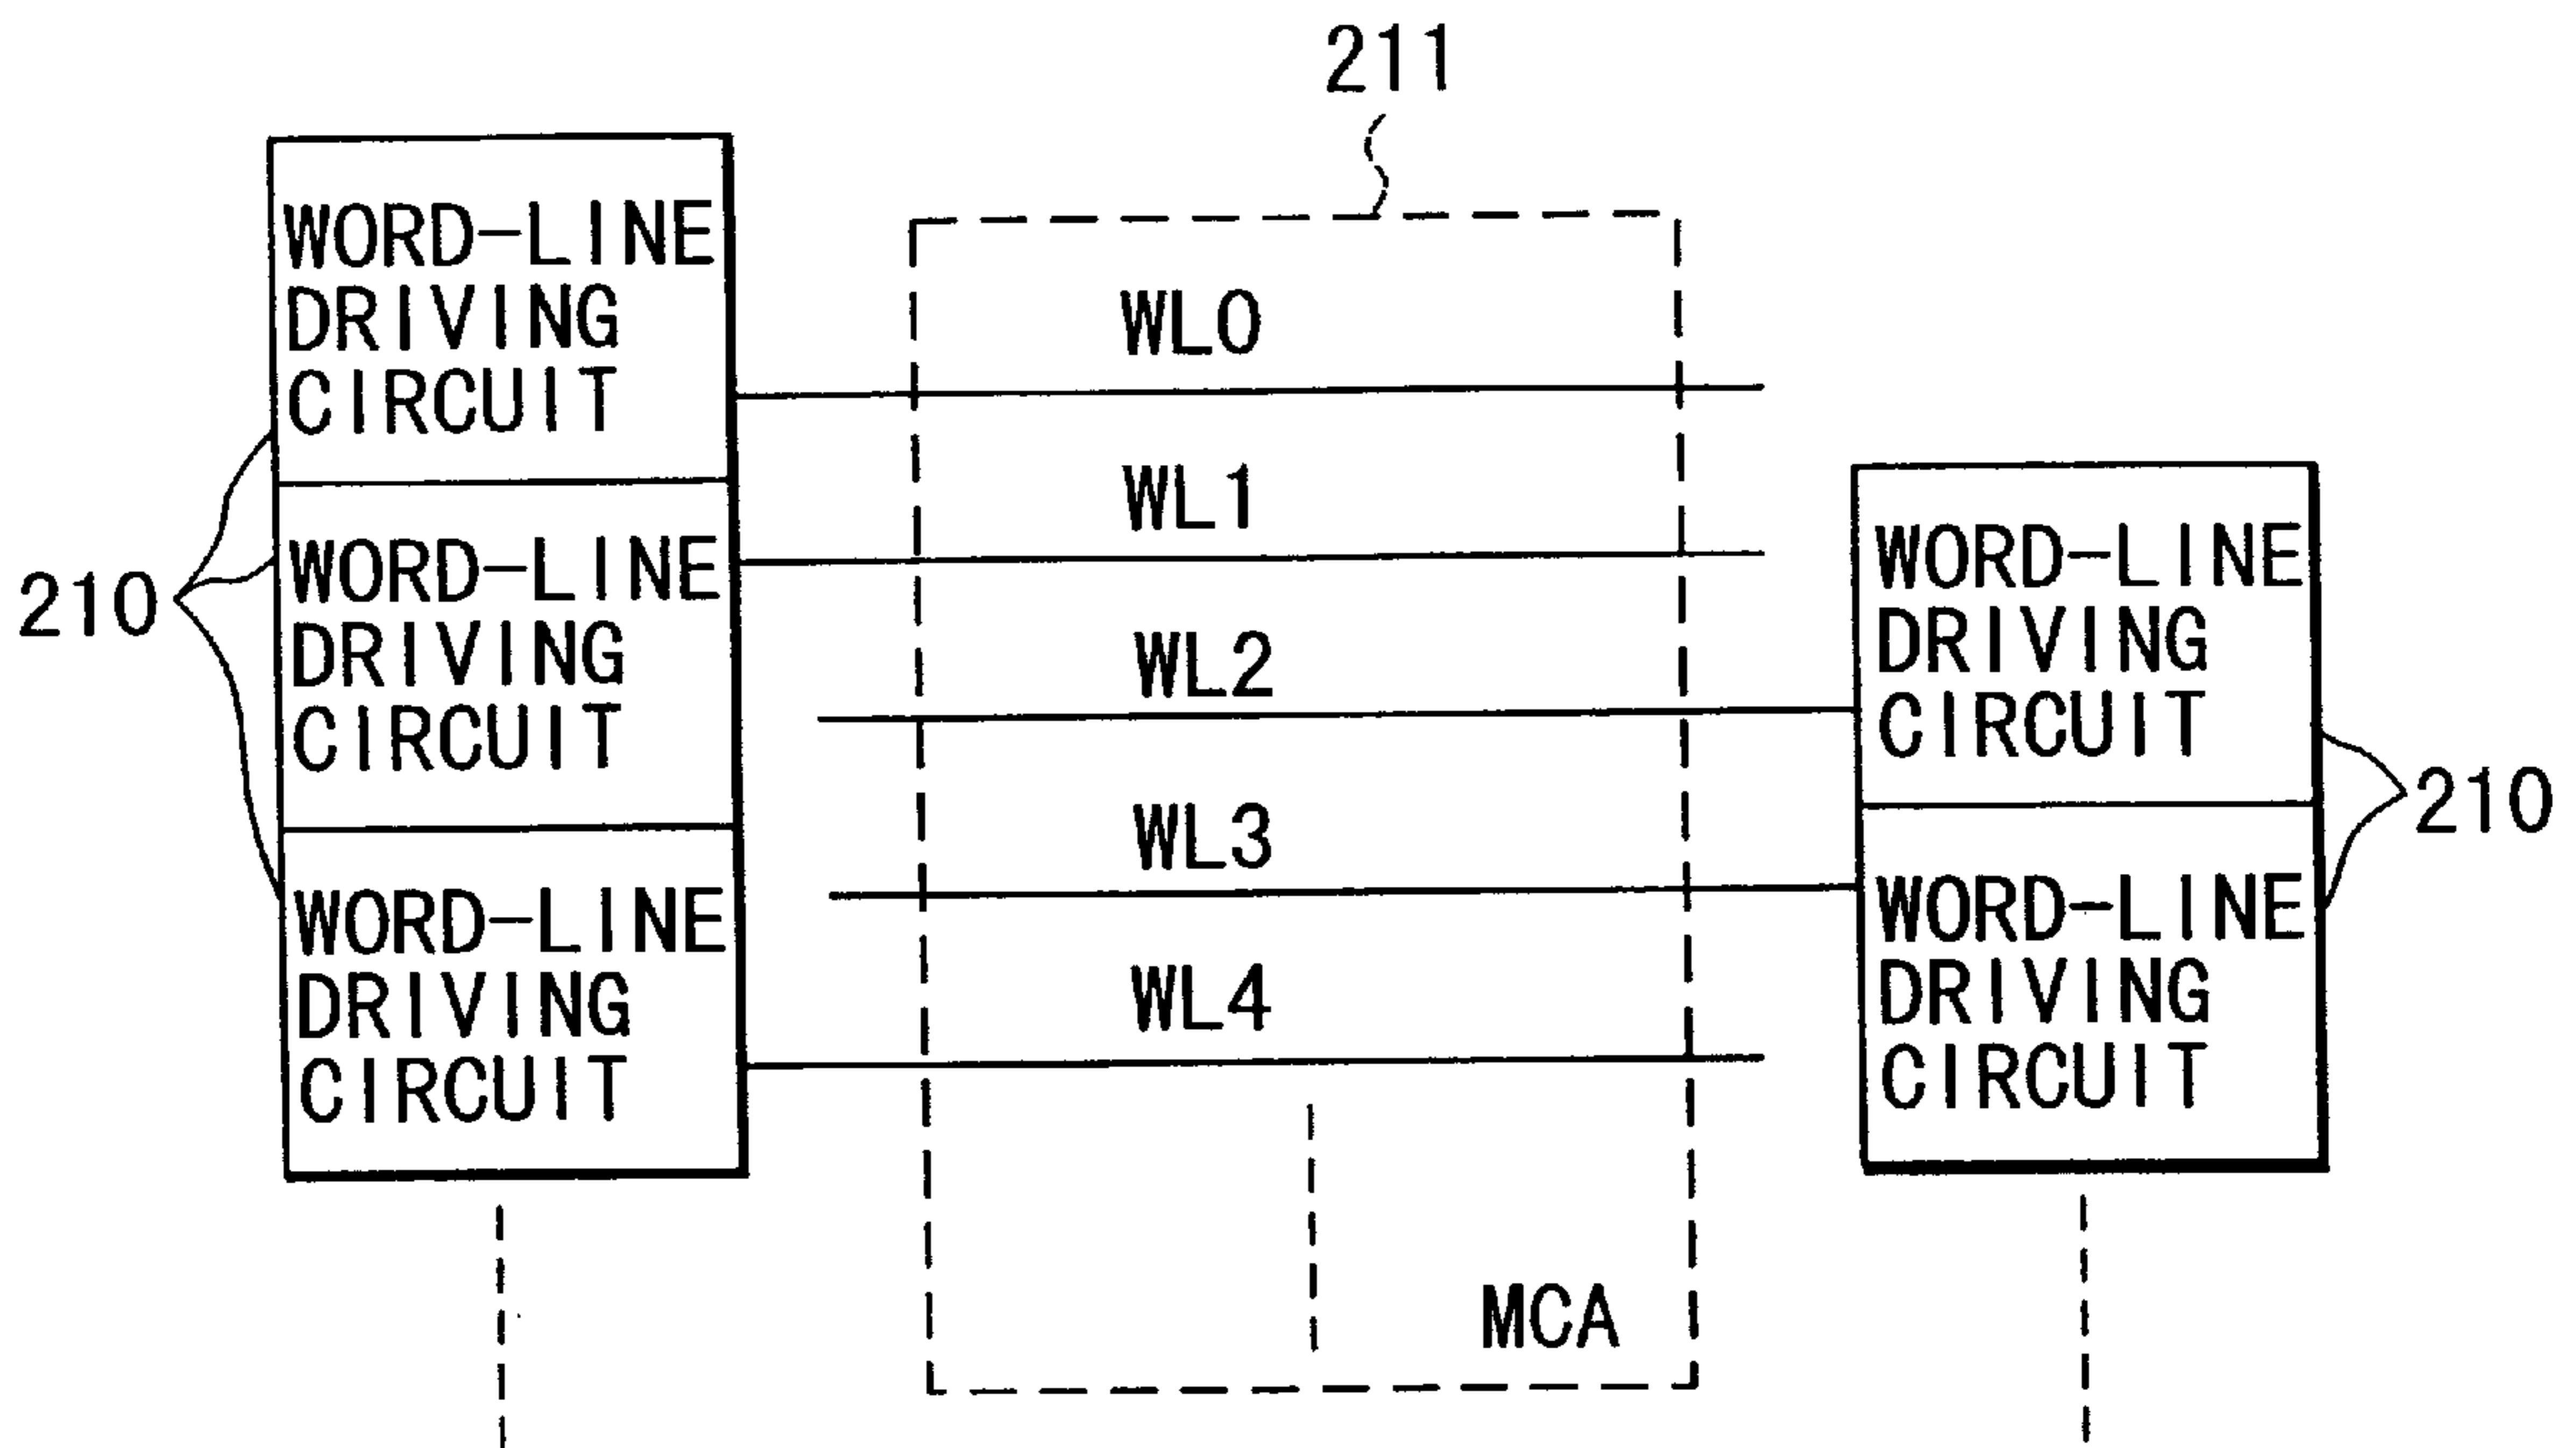 211
WORD-LINE
DRIVING
CIRCUIT
WL0
WL1
WORD-LINE
DRIVING
CIRCUIT
210
WL2
WORD-LINE
DRIVING
CIRCUIT
210
WL3
WORD-LINE
DRIVING
CIRCUIT
WL4
WORD-LINE
DRIVING
CIRCUIT
MCA